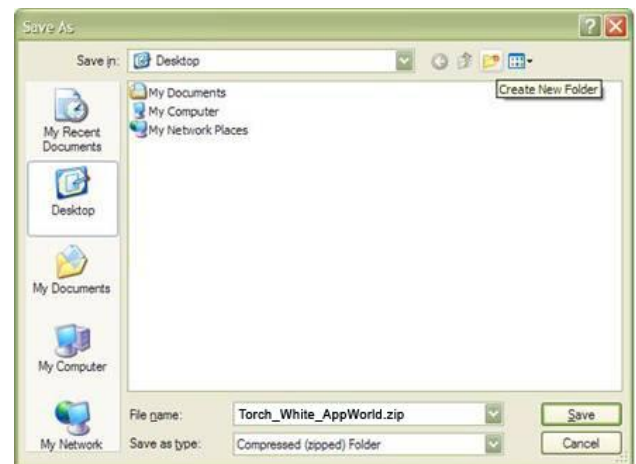 Save As
Save in:
Desktop
Create New Folder
My Recent
Documents
Desktop
My Documents
My Computer
My Network
My Documents
My Computer
My Network Places
File name:
Torch_White_AppWorld.zip
Save
Save as type:
Compressed (zipped) Folder
Cancel